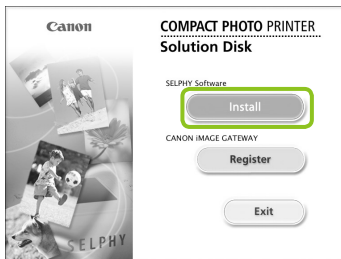 Canon
COMPACT PHOTO PRINTER
Solution Disk
SELPHY Software
Install
CANON iMAGE GATEWAY
Register
Exit
SELPHY